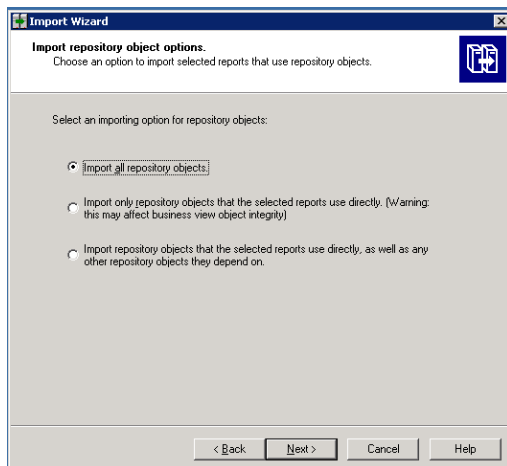 Import Wizard
Import repository object options.
Choose an option to import selected reports that use repository objects.
Select an importing option for repository objects:
Import all repository objects.
Import only repository objects that the selected reports use directly. (Warning:
this may affect business view object integrity)
Import repository objects that the selected reports use directly, as well as any
other repository objects they depend on.
< Back
Next >
Cancel
Help